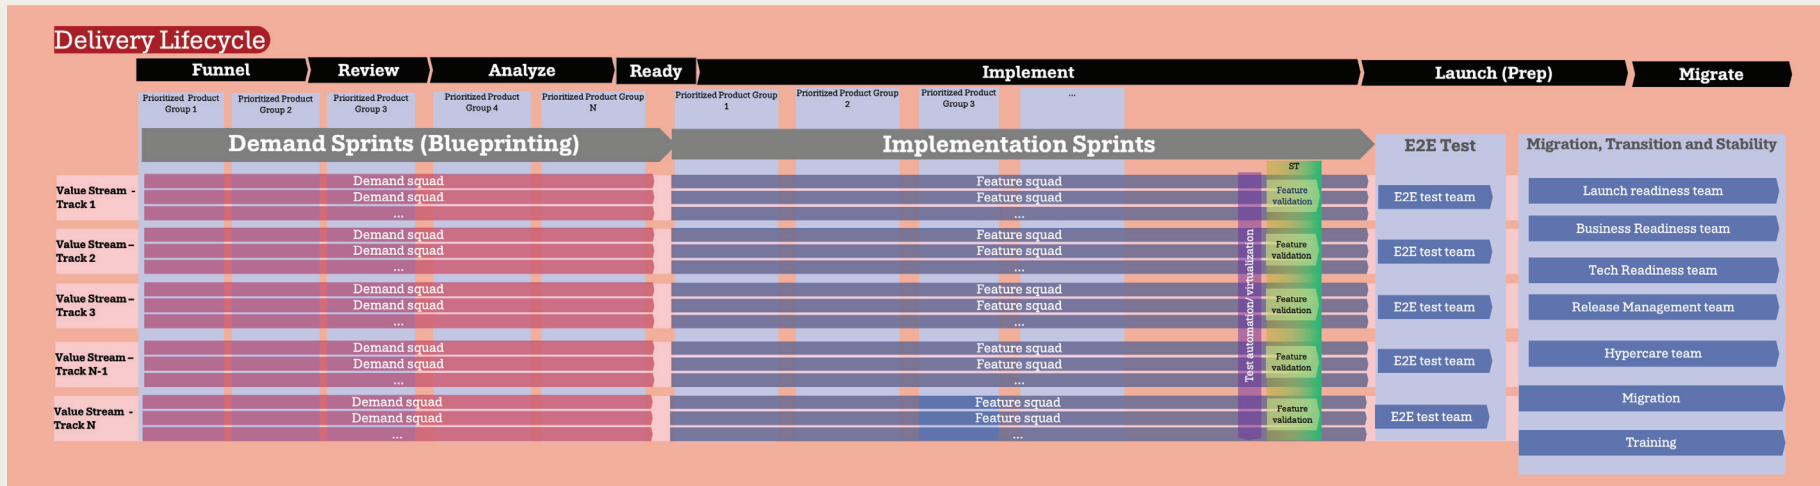 Delivery Lifecycle
Funnel
Review
Analyze
Ready
Implement
Launch (Prep)
Migrate
Prioritized Product
Group 1
Prioritized Product
Group 2
Prioritized Product
Group 3
Prioritized Product
Group 4
Prioritized Product Group
N
Prioritized Product Group
1
Prioritized Product Group
2
Prioritized Product
Group 3
...
Demand Sprints (Blueprinting)
Implementation Sprints
E2E Test
Migration, Transition and Stability
ST
Test automation/virtualization
Value Stream -
Track 1
Demand squad
Demand squad
...
Feature squad
Feature squad
...
Feature
validation
E2E test team
Value Stream –
Track 2
Demand squad
Demand squad
...
Feature squad
Feature squad
...
Feature
validation
E2E test team
Value Stream –
Track 3
Demand squad
Demand squad
...
Feature squad
Feature squad
...
Feature
validation
E2E test team
Value Stream –
Track N-1
Demand squad
Demand squad
...
Feature squad
Feature squad
...
Feature
validation
E2E test team
Value Stream -
Track N
Demand squad
Demand squad
...
Feature squad
Feature squad
...
Feature
validation
E2E test team
Launch readiness team
Business Readiness team
Tech Readiness team
Release Management team
Hypercare team
Migration
Training